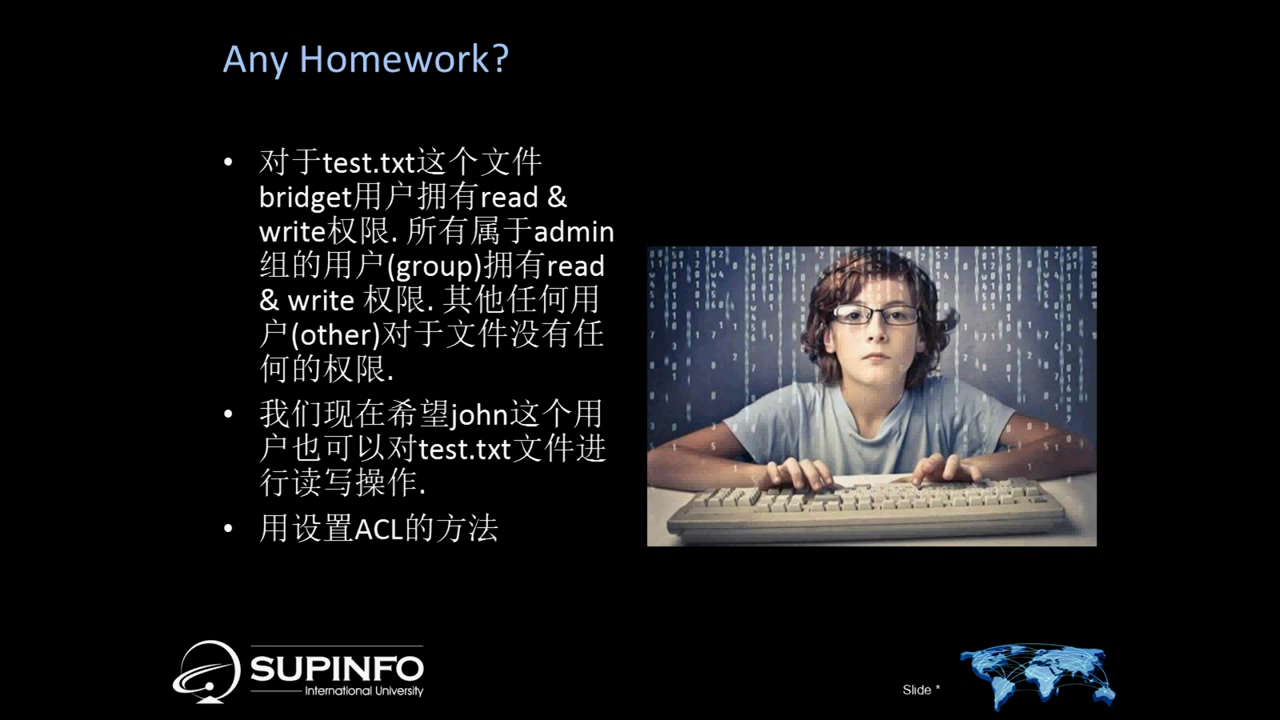 Any Homework?
• 对于test.txt这个文件
bridget用户拥有read &
write权限. 所有属于admin
组的用户(group)拥有read
& write 权限. 其他任何用
户(other)对于文件没有任
何的权限.
• 我们现在希望john这个用
户也可以对test.txt文件进
行读写操作.
• 用设置ACL的方法
SUPINFO
International University
Slide *